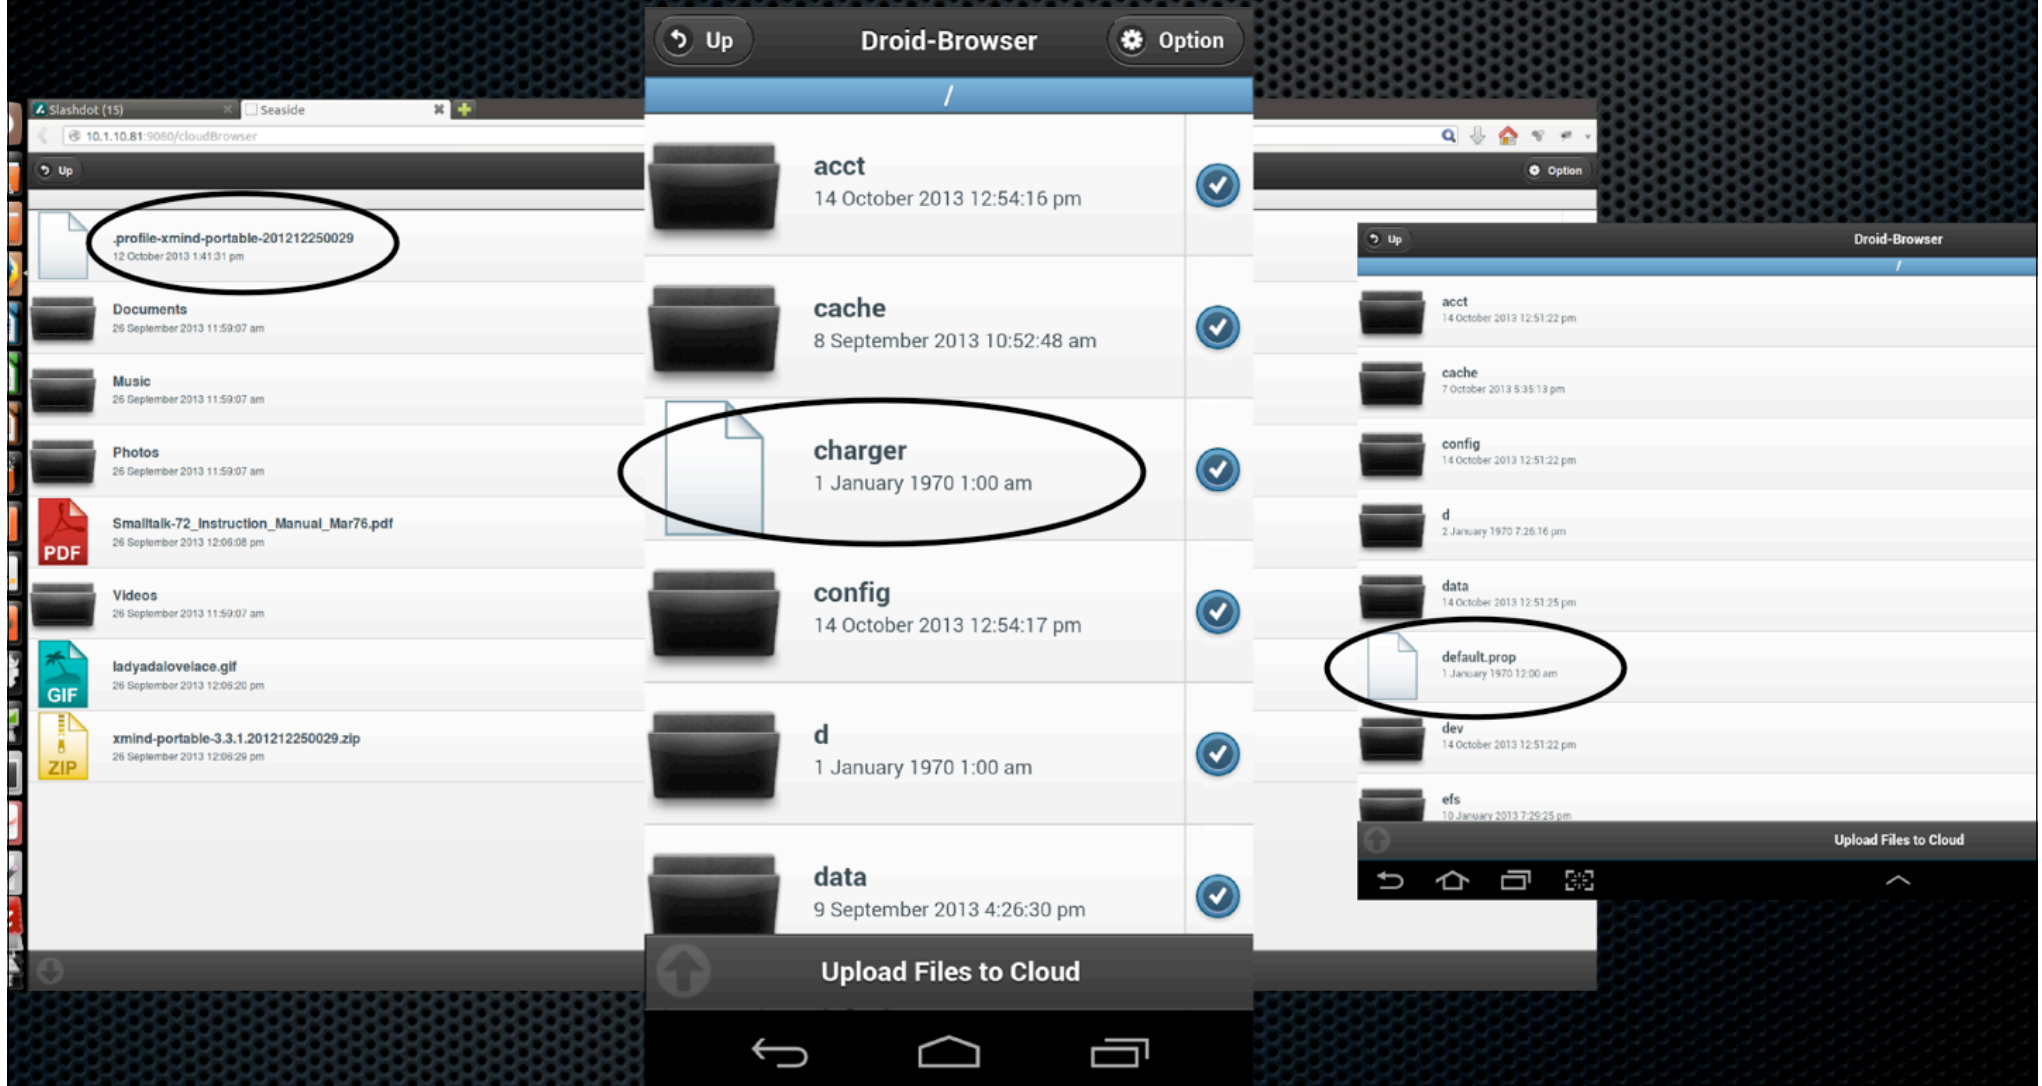 Slashdot (15)
Seaside
10.1.10.81:9080/cloudBrowser
Up
Option
.profile-xmind-portable-201212250029
12 October 2013 1:41:31 pm
Documents
26 September 2013 11:59:07 am
Music
26 September 2013 11:59:07 am
Photos
26 September 2013 11:59:07 am
PDF
Smalltalk-72_Instruction_Manual_Mar76.pdf
26 September 2013 12:06:08 pm
Videos
26 September 2013 11:59:07 am
GIF
ladyadalovelace.gif
26 September 2013 12:06:20 pm
ZIP
xmind-portable-3.3.1.201212250029.zip
26 September 2013 12:06:29 pm
Up
Droid-Browser
Option
/
acct
14 October 2013 12:54:16 pm
cache
8 September 2013 10:52:48 am
charger
1 January 1970 1:00 am
config
14 October 2013 12:54:17 pm
d
1 January 1970 1:00 am
data
9 September 2013 4:26:30 pm
Upload Files to Cloud
Up
Droid-Browser
/
acct
14 October 2013 12:51:22 pm
cache
7 October 2013 5:35:13 pm
config
14 October 2013 12:51:22 pm
d
2 January 1970 7:26:16 pm
data
14 October 2013 12:51:25 pm
default.prop
1 January 1970 12:00 am
dev
14 October 2013 12:51:22 pm
efs
10 January 2013 7:29:25 pm
Upload Files to Cloud